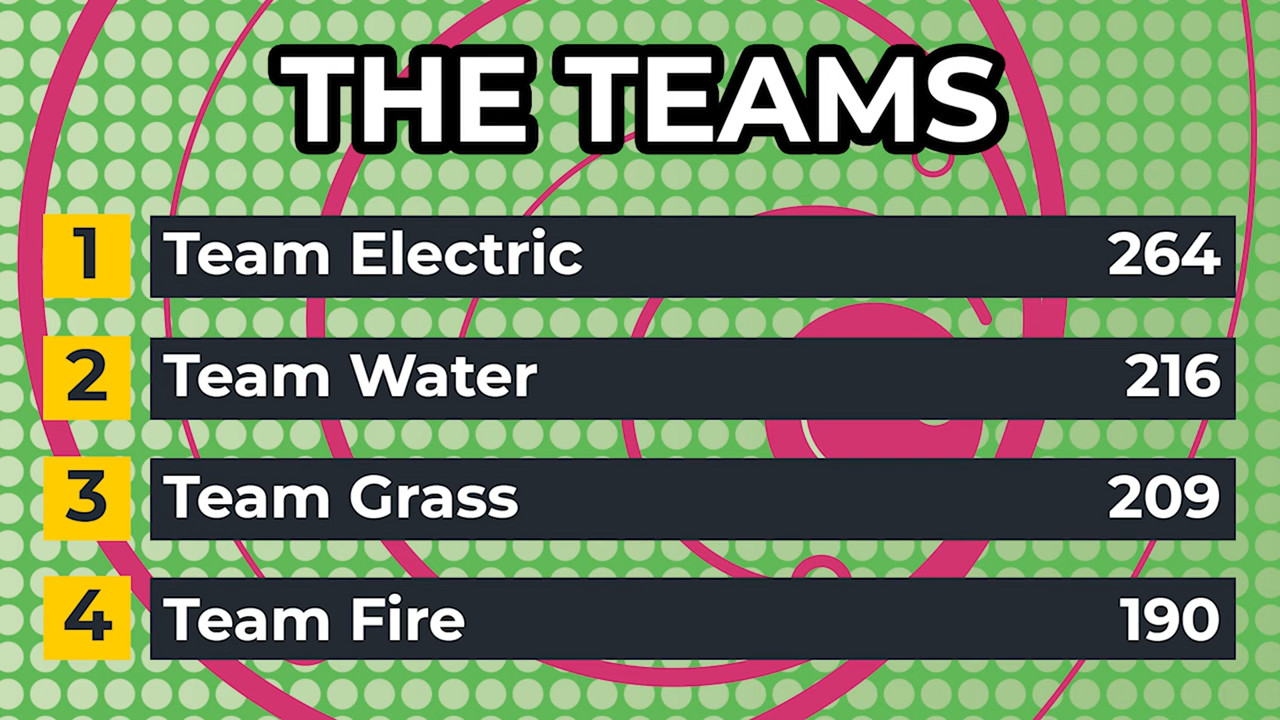 THE TEAMS
1 Team Electric 264
2 Team Water 216
3 Team Grass 209
4 Team Fire 190